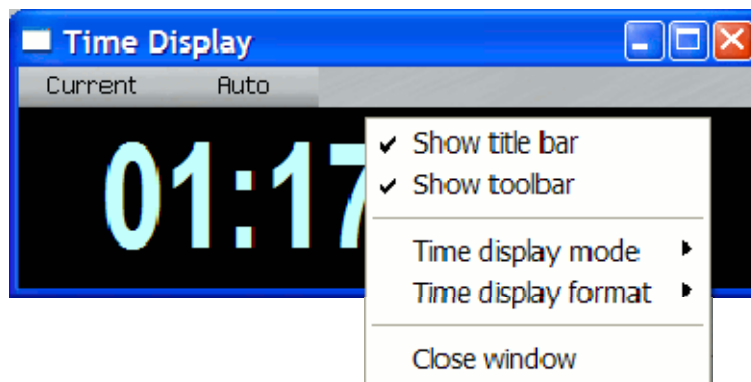 Time Display
Current Auto
01:17
Show title bar
Show toolbar
Time display mode
Time display format
Close window